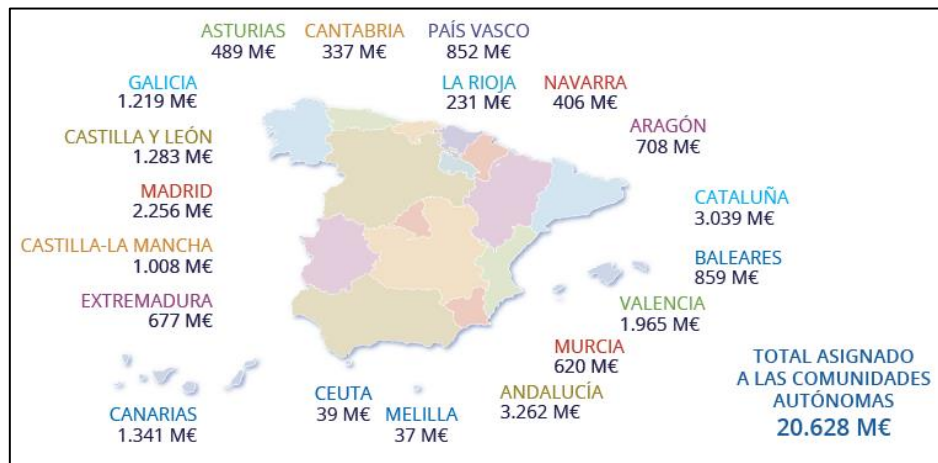 ASTURIAS
489 M€
CANTABRIA
337 M€
PAÍS VASCO
852 M€
GALICIA
1.219 M€
LA RIOJA
231 M€
NAVARRA
406 M€
CASTILLA Y LEÓN
1.283 M€
ARAGÓN
708 M€
MADRID
2.256 M€
CATALUÑA
3.039 M€
CASTILLA-LA MANCHA
1.008 M€
BALEARES
859 M€
EXTREMADURA
677 M€
VALENCIA
1.965 M€
MURCIA
620 M€
CANARIAS
1.341 M€
CEUTA
39 M€
MELILLA
37 M€
ANDALUCÍA
3.262 M€
TOTAL ASIGNADO
A LAS COMUNIDADES
AUTÓNOMAS
20.628 M€